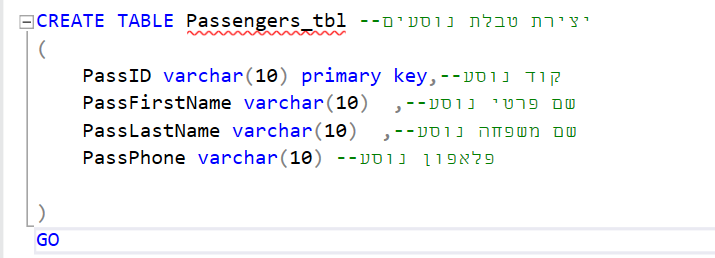 CREATE TABLE Passengers_tbl --יצירת טבלת נוסעים
(
PassID varchar(10) primary key,--קוד נוסע
PassFirstName varchar(10) ,--שם פרטי נוסע
PassLastName varchar(10) ,--שם משפחה נוסע
PassPhone varchar(10) --פלאפון נוסע
)
GO